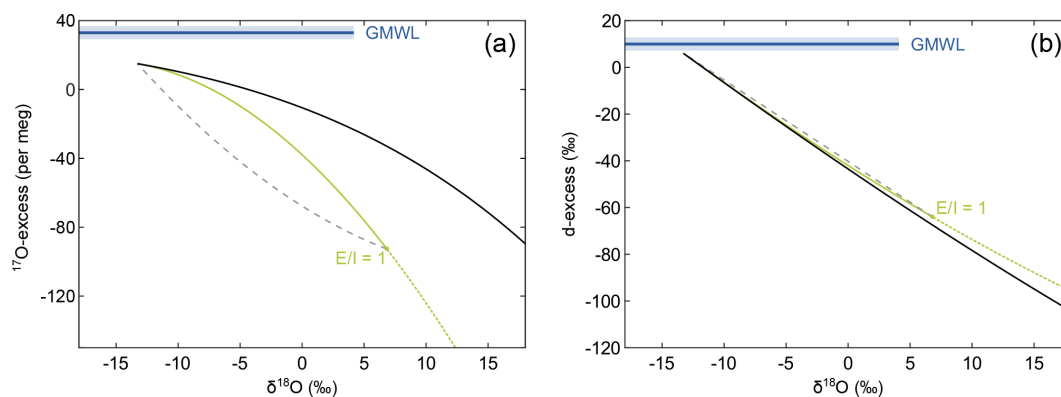 40
0
-40
-80
-120
-15
-10
-5
0
5
10
15
¹⁷O-excess (per meg)
δ¹⁸O (‰)
GMWL
(a)
E/I = 1
20
0
-20
-40
-60
-80
-100
-120
-15
-10
-5
0
5
10
15
d-excess (‰)
δ¹⁸O (‰)
GMWL
(b)
E/I = 1